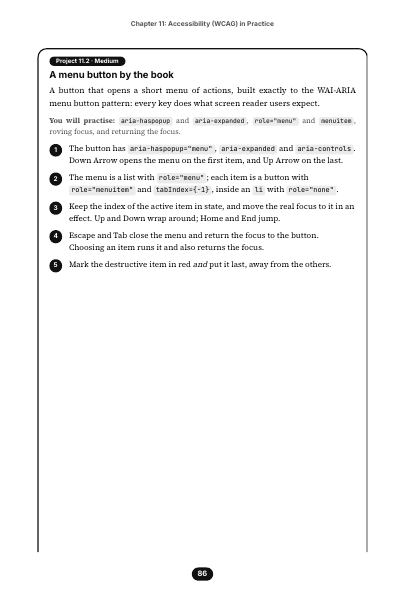 Chapter 11: Accessibility (WCAG) in Practice
Project 11.2 · Medium
A menu button by the book
A button that opens a short menu of actions, built exactly to the WAI-ARIA
menu button pattern: every key does what screen reader users expect.
You will practise: aria-haspopup and aria-expanded, role="menu" and menuitem,
roving focus, and returning the focus.
1 The button has aria-haspopup="menu", aria-expanded and aria-controls.
Down Arrow opens the menu on the first item, and Up Arrow on the last.
2 The menu is a list with role="menu"; each item is a button with
role="menuitem" and tabIndex={-1}, inside an li with role="none".
3 Keep the index of the active item in state, and move the real focus to it in an
effect. Up and Down wrap around; Home and End jump.
4 Escape and Tab close the menu and return the focus to the button.
Choosing an item runs it and also returns the focus.
5 Mark the destructive item in red and put it last, away from the others.
86